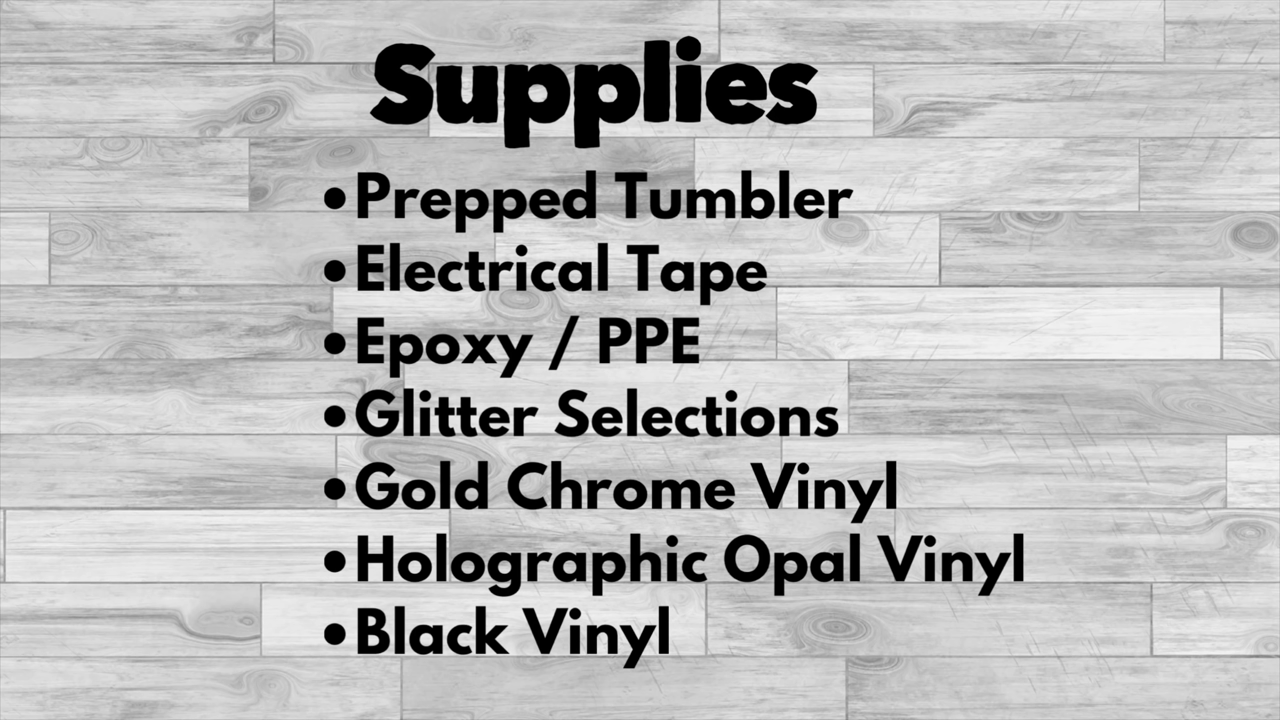 Supplies
•Prepped Tumbler
•Electrical Tape
•Epoxy / PPE
•Glitter Selections
•Gold Chrome Vinyl
•Holographic Opal Vinyl
•Black Vinyl